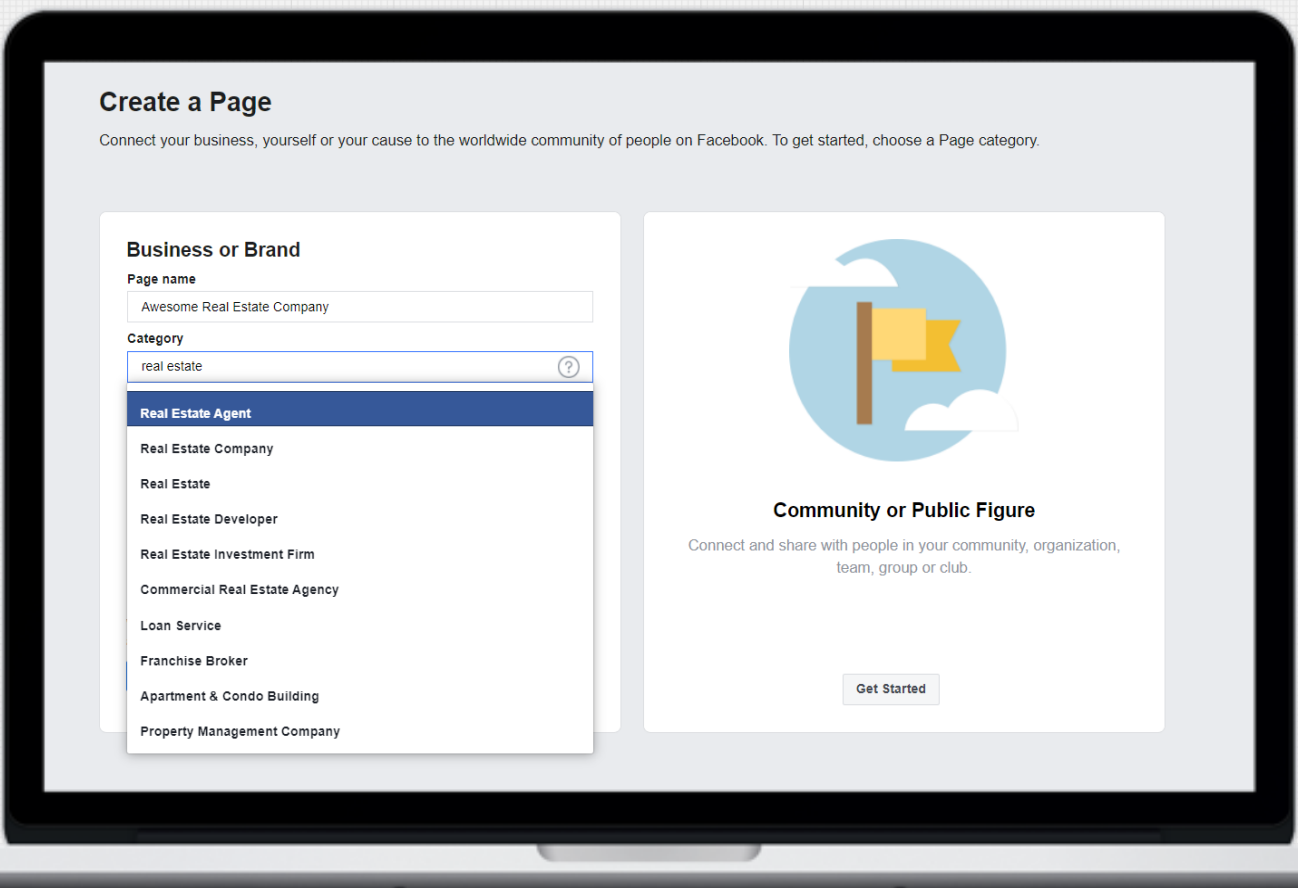 Create a Page
Connect your business, yourself or your cause to the worldwide community of people on Facebook. To get started, choose a Page category.
Business or Brand
Page name
Awesome Real Estate Company
Category
real estate
?
Real Estate Agent
Real Estate Company
Real Estate
Real Estate Developer
Real Estate Investment Firm
Commercial Real Estate Agency
Loan Service
Franchise Broker
Apartment & Condo Building
Property Management Company
Community or Public Figure
Connect and share with people in your community, organization,
team, group or club.
Get Started